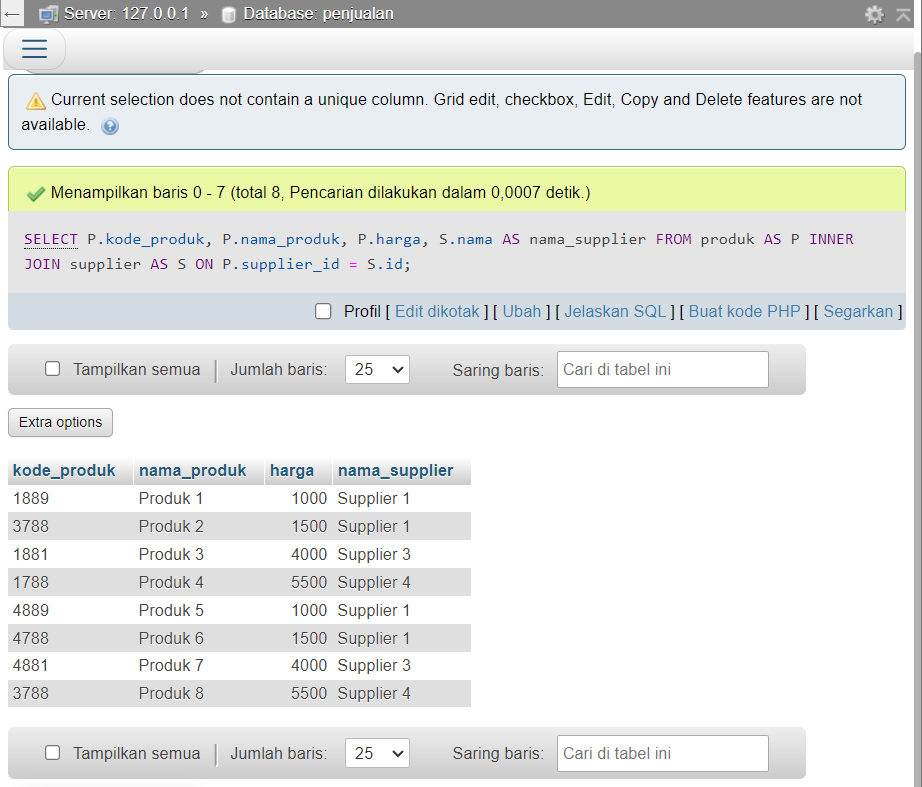 Server: 127.0.0.1 » Database: penjualan
Current selection does not contain a unique column. Grid edit, checkbox, Edit, Copy and Delete features are not
available.
Menampilkan baris 0 - 7 (total 8, Pencarian dilakukan dalam 0,0007 detik.)
SELECT P.kode_produk, P.nama_produk, P.harga, S.nama AS nama_supplier FROM produk AS P INNER
JOIN supplier AS S ON P.supplier_id = S.id;
Profil [ Edit dikotak ] [ Ubah ] [ Jelaskan SQL ] [ Buat kode PHP ] [ Segarkan ]
Tampilkan semua | Jumlah baris: 25 Saring baris: Cari di tabel ini
Extra options
kode_produk nama_produk harga nama_supplier
1889 Produk 1 1000 Supplier 1
3788 Produk 2 1500 Supplier 1
1881 Produk 3 4000 Supplier 3
1788 Produk 4 5500 Supplier 4
4889 Produk 5 1000 Supplier 1
4788 Produk 6 1500 Supplier 1
4881 Produk 7 4000 Supplier 3
3788 Produk 8 5500 Supplier 4
Tampilkan semua | Jumlah baris: 25 Saring baris: Cari di tabel ini